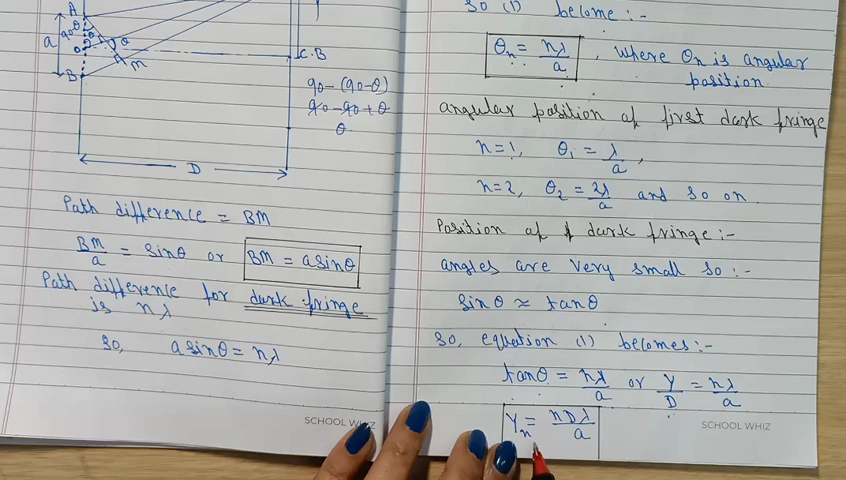 A
90-θ
θ
θ
a
O
M
B
C.B
90-(90-θ)
90-90+θ
θ
D
Path difference = BM
BM/a = sinθ or BM = asinθ
Path difference for dark fringe
is nλ
so, asinθ = nλ
SCHOOL WHIZ
so (1) become:-
θn = nλ/a, where θn is angular
position
angular position of first dark fringe
n=1, θ1 = λ/a,
n=2, θ2 = 2λ/a and so on.
Position of dark fringe:-
angles are very small so:-
sinθ ≈ tanθ
so, equation (1) becomes:-
tanθ = nλ/a or Y/D = nλ/a
Yn = nDλ/a
SCHOOL WHIZ